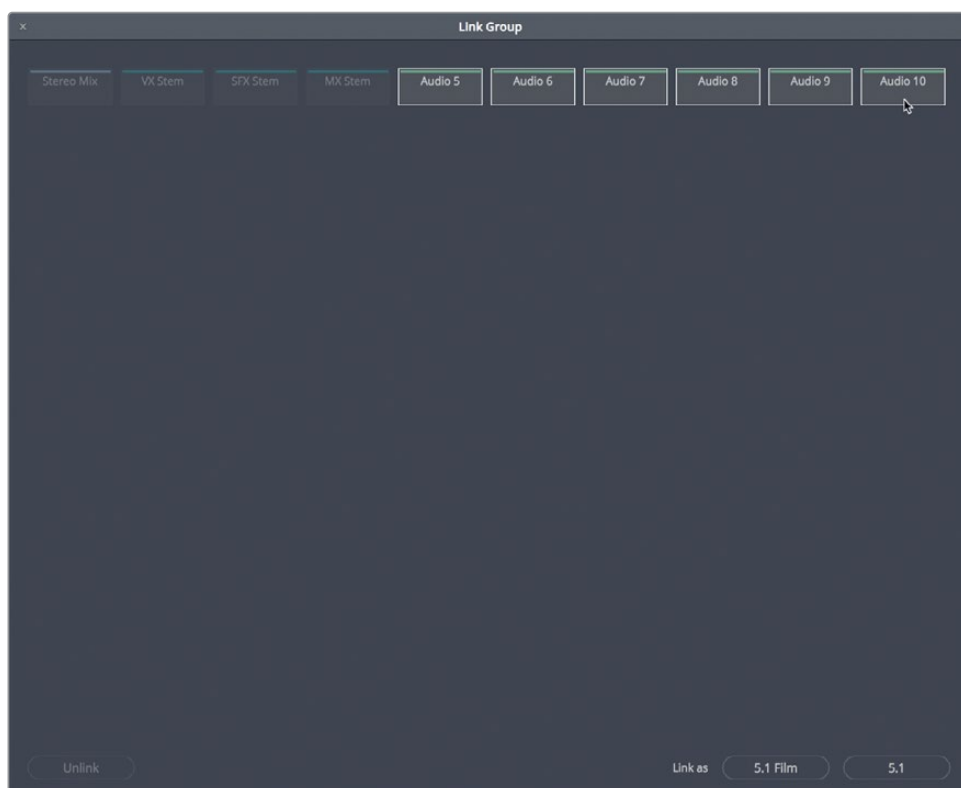 × Link Group
Stereo Mix VX Stem SFX Stem MX Stem Audio 5 Audio 6 Audio 7 Audio 8 Audio 9 Audio 10
Unlink Link as 5.1 Film 5.1